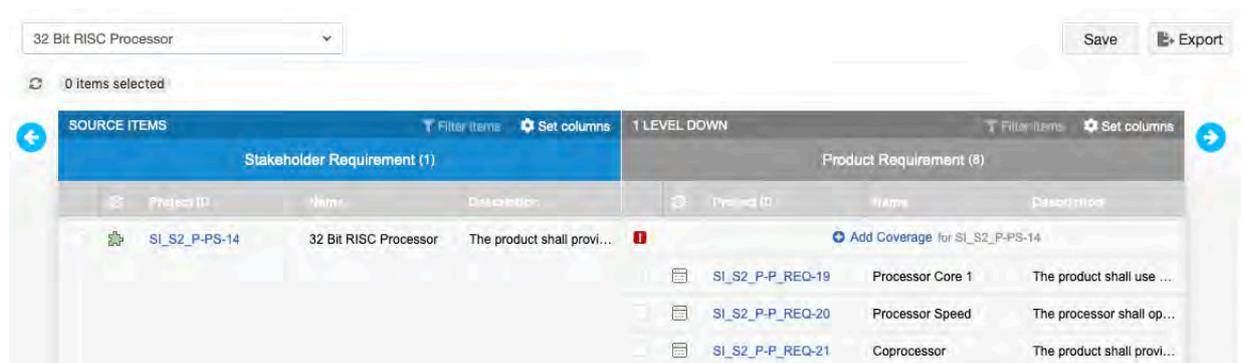 32 Bit RISC Processor
Save Export
0 items selected
SOURCE ITEMS Filter items Set columns 1 LEVEL DOWN Filter items Set columns
Stakeholder Requirement (1) Product Requirement (8)
Project ID Name Description Project ID Name Description
SI_S2_P-PS-14 32 Bit RISC Processor The product shall provi... Add Coverage for SI_S2_P-PS-14
SI_S2_P-P_REQ-19 Processor Core 1 The product shall use ...
SI_S2_P-P_REQ-20 Processor Speed The processor shall op...
SI_S2_P-P_REQ-21 Coprocessor The product shall provi...